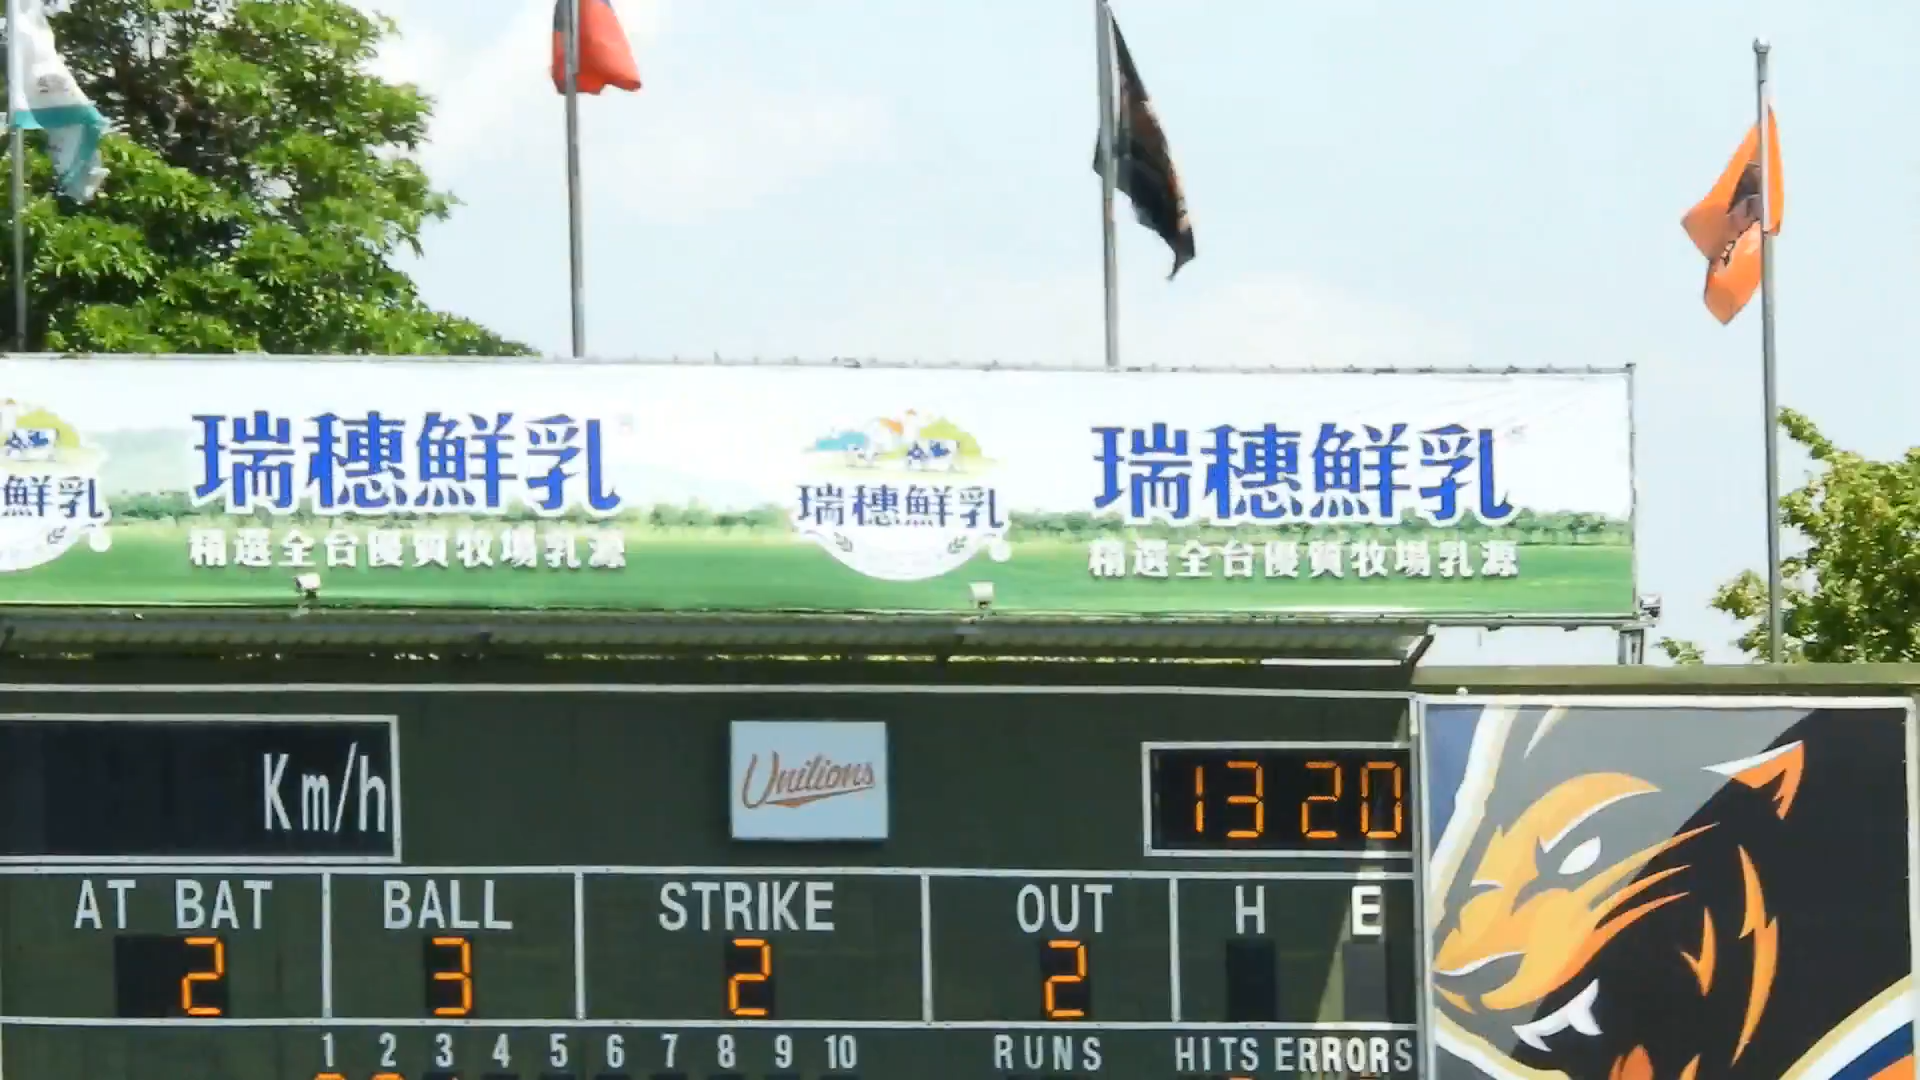 瑞穗鮮乳
瑞穗鮮乳
鮮乳
瑞穗鮮乳
精選全台優質牧場乳源
精選全台優質牧場乳源
Km/h
Unilions
13 20
AT BAT
BALL
STRIKE
OUT
H
E
2
3
2
2
1 2 3 4 5 6 7 8 9 10
RUNS
HITS
ERRORS